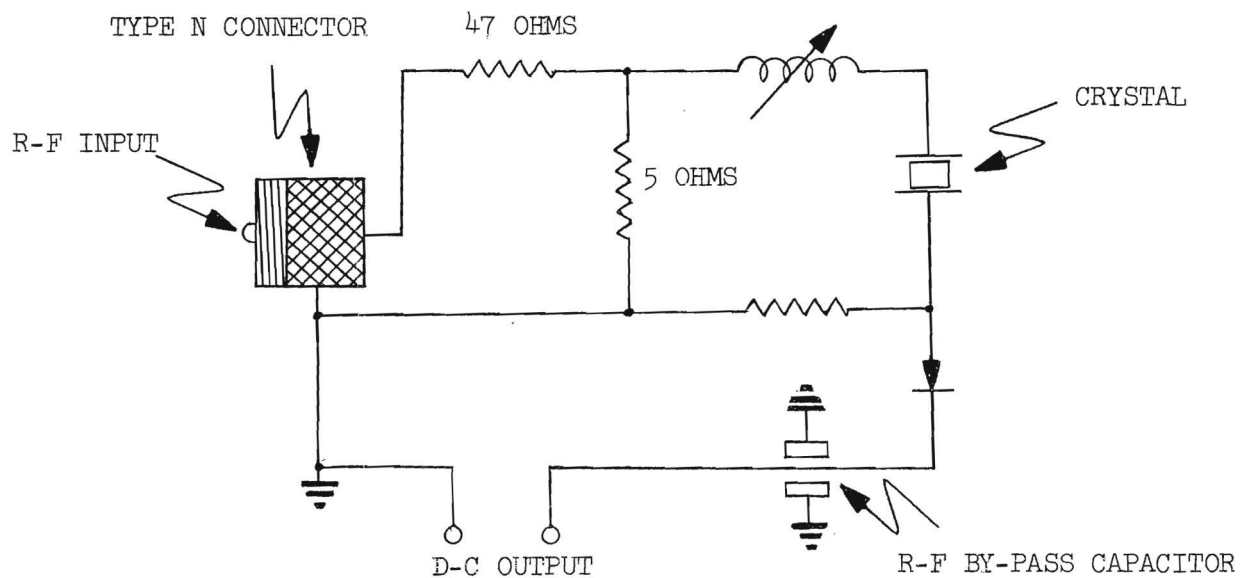 TYPE N CONNECTOR
47 OHMS
CRYSTAL
R-F INPUT
5 OHMS
D-C OUTPUT
R-F BY-PASS CAPACITOR